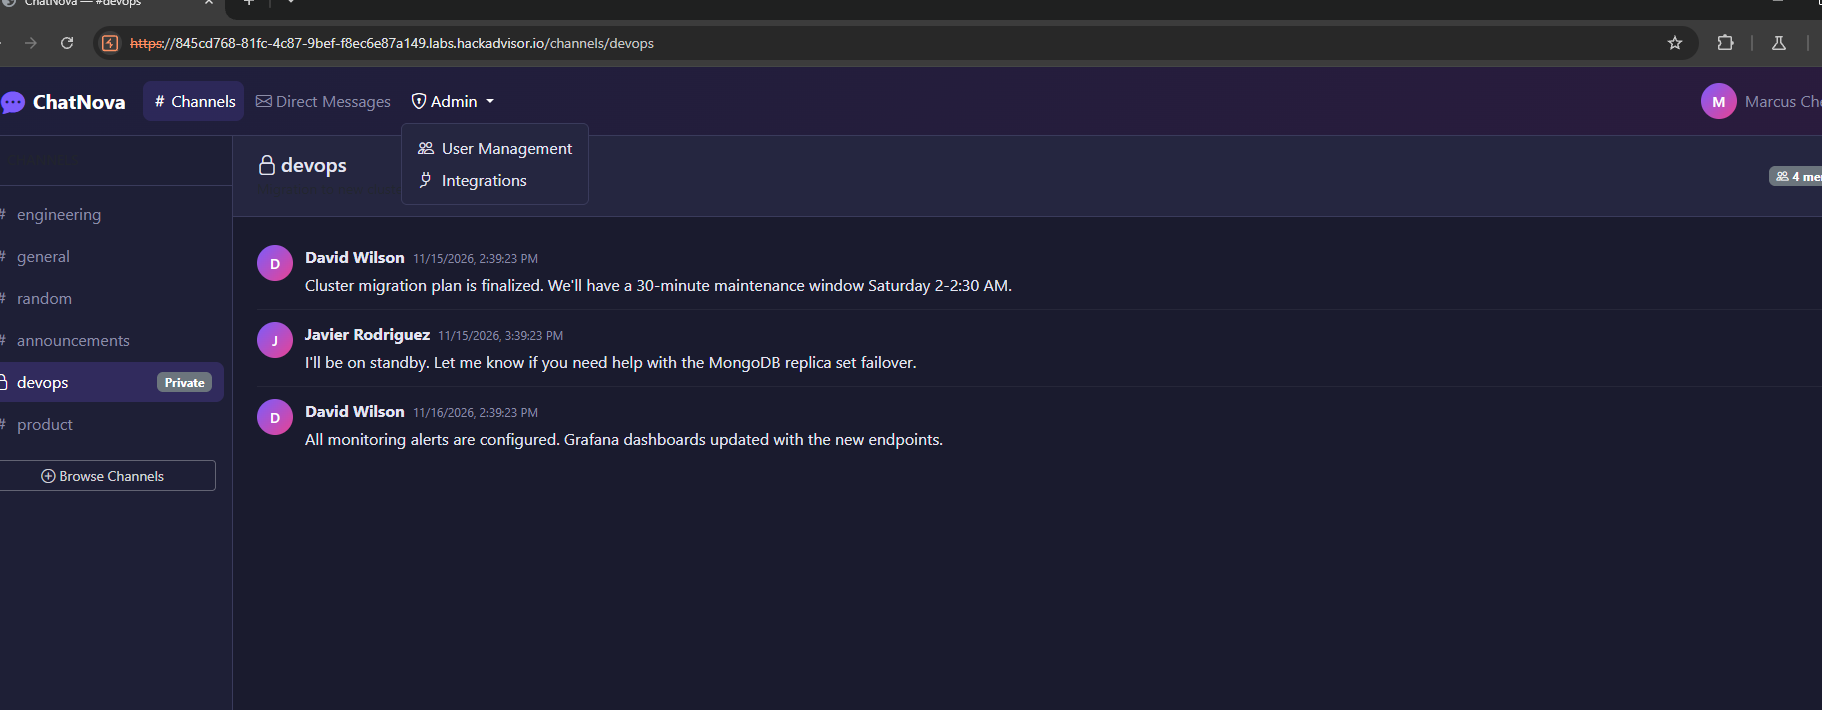 ChatNova — #devops
https://845cd768-81fc-4c87-9bef-f8ec6e87a149.labs.hackadvisor.io/channels/devops
ChatNova
# Channels
Direct Messages
Admin
M
Marcus Che
User Management
Integrations
devops
4 me
# engineering
# general
# random
# announcements
devops Private
# product
Browse Channels
D
David Wilson 11/15/2026, 2:39:23 PM
Cluster migration plan is finalized. We'll have a 30-minute maintenance window Saturday 2-2:30 AM.
J
Javier Rodriguez 11/15/2026, 3:39:23 PM
I'll be on standby. Let me know if you need help with the MongoDB replica set failover.
D
David Wilson 11/16/2026, 2:39:23 PM
All monitoring alerts are configured. Grafana dashboards updated with the new endpoints.